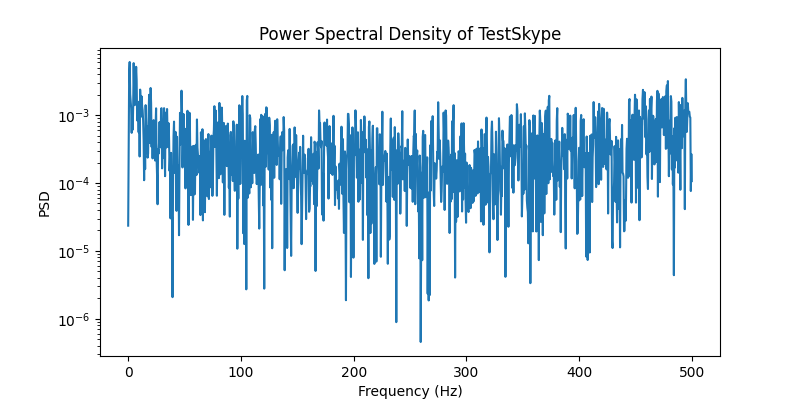 Power Spectral Density of TestSkype
PSD
10⁻³
10⁻⁴
10⁻⁵
10⁻⁶
0 100 200 300 400 500
Frequency (Hz)